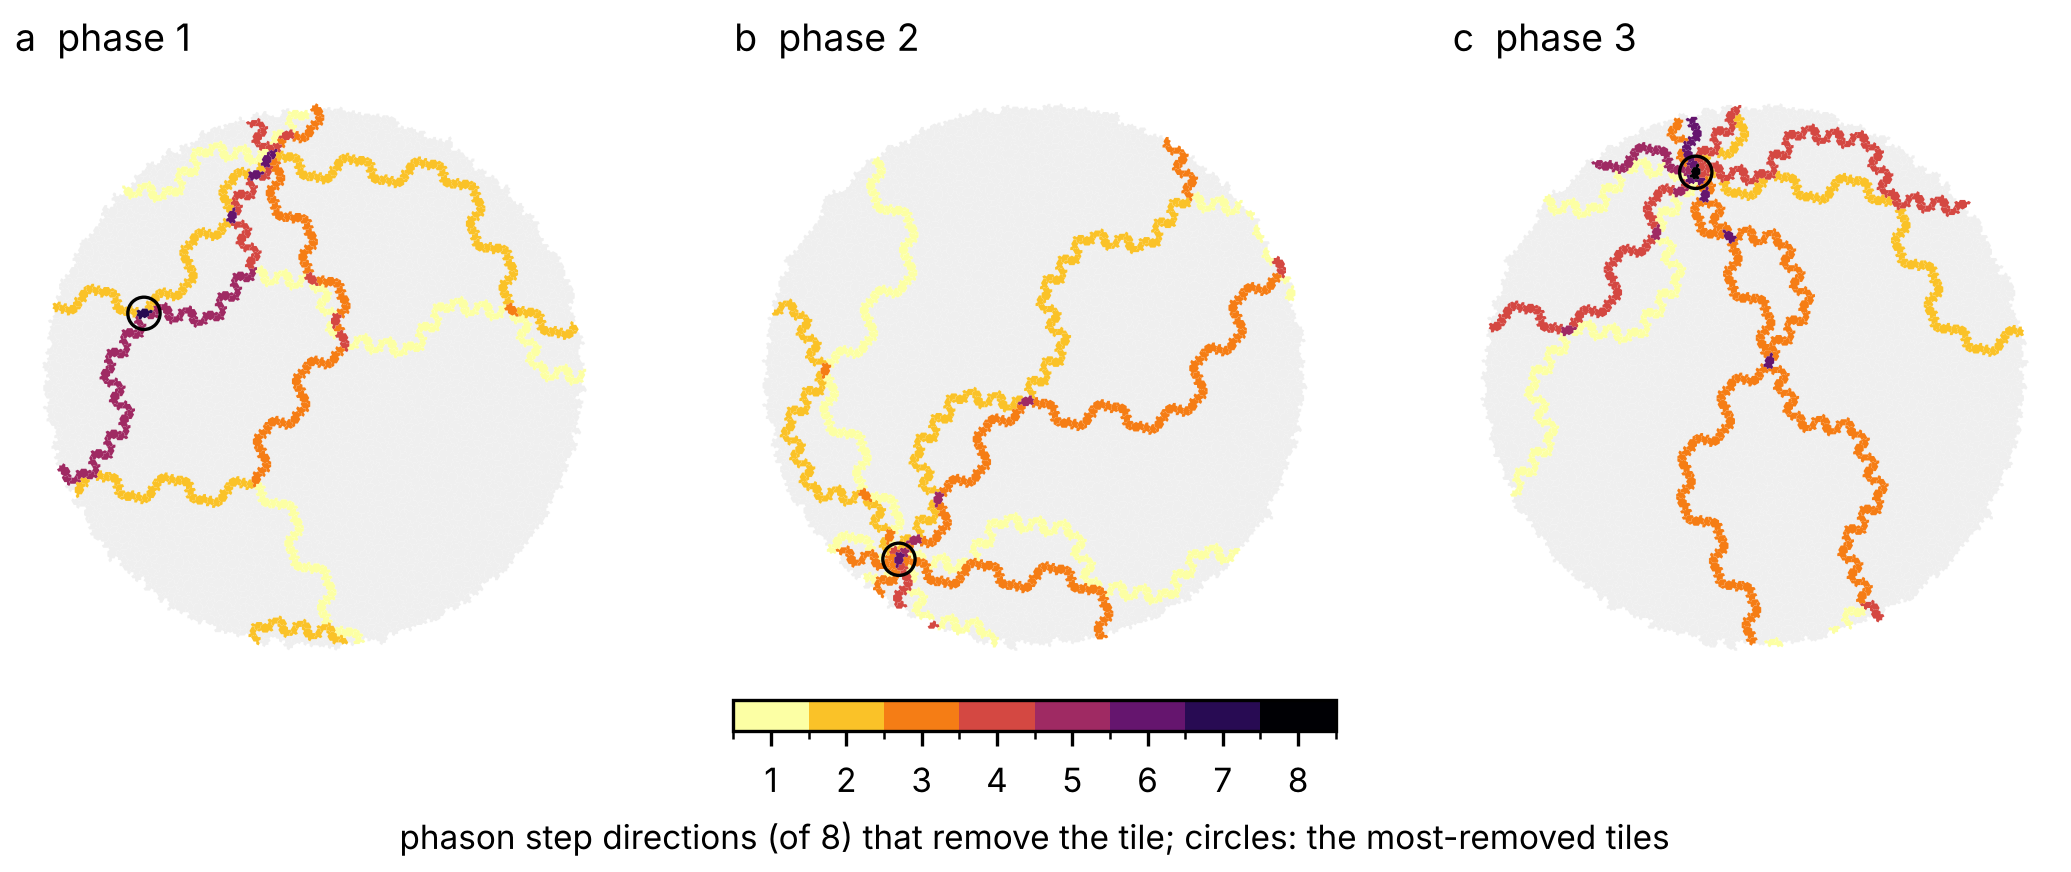 a phase 1
b phase 2
c phase 3
1 2 3 4 5 6 7 8
phason step directions (of 8) that remove the tile; circles: the most-removed tiles